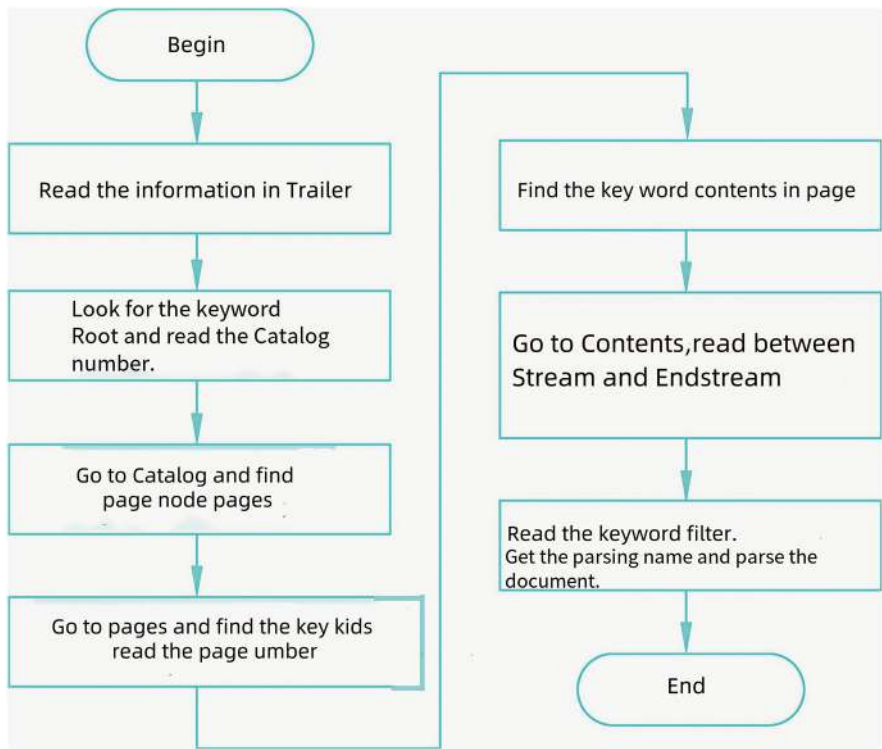 Begin
Read the information in Trailer
Look for the keyword
Root and read the Catalog
number.
Go to Catalog and find
page node pages
Go to pages and find the key kids
read the page umber
Find the key word contents in page
Go to Contents,read between
Stream and Endstream
Read the keyword filter.
Get the parsing name and parse the
document.
End